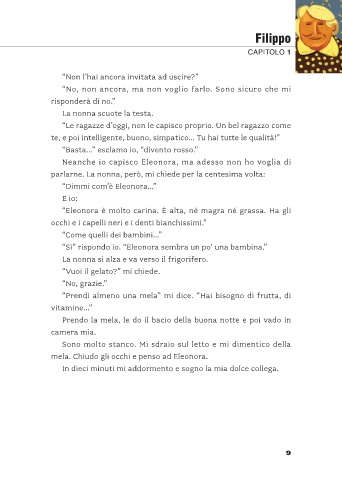 Filippo
CAPITOLO 1
“Non l’hai ancora invitata ad uscire?”
“No, non ancora, ma non voglio farlo. Sono sicuro che mi
risponderà di no.”
La nonna scuote la testa.
“Le ragazze d’oggi, non le capisco proprio. Un bel ragazzo come
te, e poi intelligente, buono, simpatico... Tu hai tutte le qualità!”
“Basta...” esclamo io, “divento rosso.”
Neanche io capisco Eleonora, ma adesso non ho voglia di
parlarne. La nonna, però, mi chiede per la centesima volta:
“Dimmi com’è Eleonora...”
E io:
“Eleonora è molto carina. È alta, né magra né grassa. Ha gli
occhi e i capelli neri e i denti bianchissimi.”
“Come quelli dei bambini...”
“Sì” rispondo io. “Eleonora sembra un po’ una bambina.”
La nonna si alza e va verso il frigorifero.
“Vuoi il gelato?” mi chiede.
“No, grazie.”
“Prendi almeno una mela” mi dice. “Hai bisogno di frutta, di
vitamine...”
Prendo la mela, le do il bacio della buona notte e poi vado in
camera mia.
Sono molto stanco. Mi sdraio sul letto e mi dimentico della
mela. Chiudo gli occhi e penso ad Eleonora.
In dieci minuti mi addormento e sogno la mia dolce collega.
9